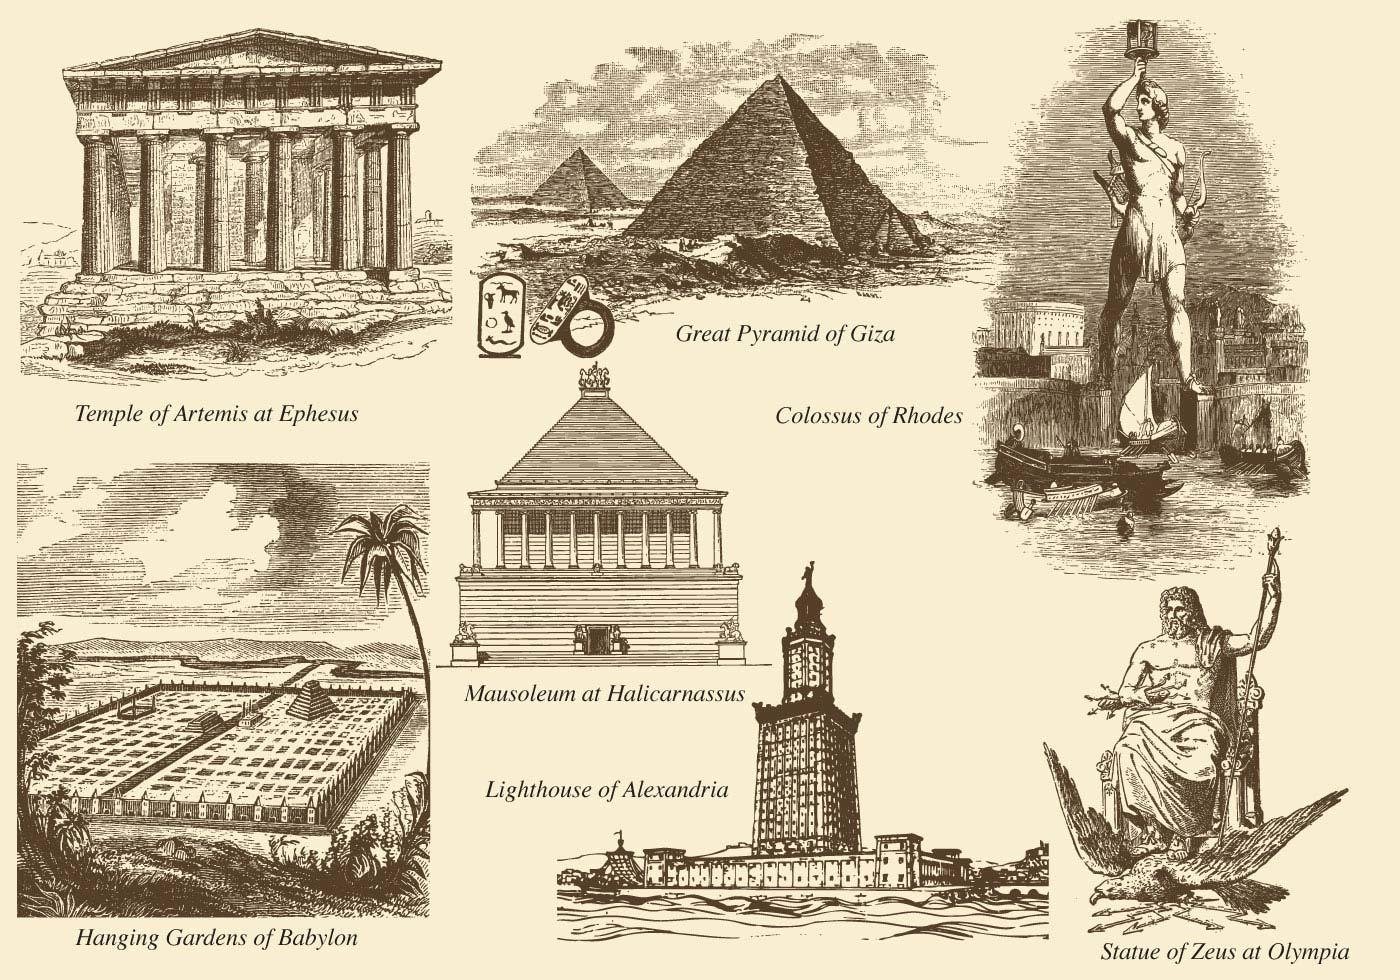 Great Pyramid of Giza
Temple of Artemis at Ephesus
Colossus of Rhodes
Mausoleum at Halicarnassus
Lighthouse of Alexandria
Hanging Gardens of Babylon
Statue of Zeus at Olympia